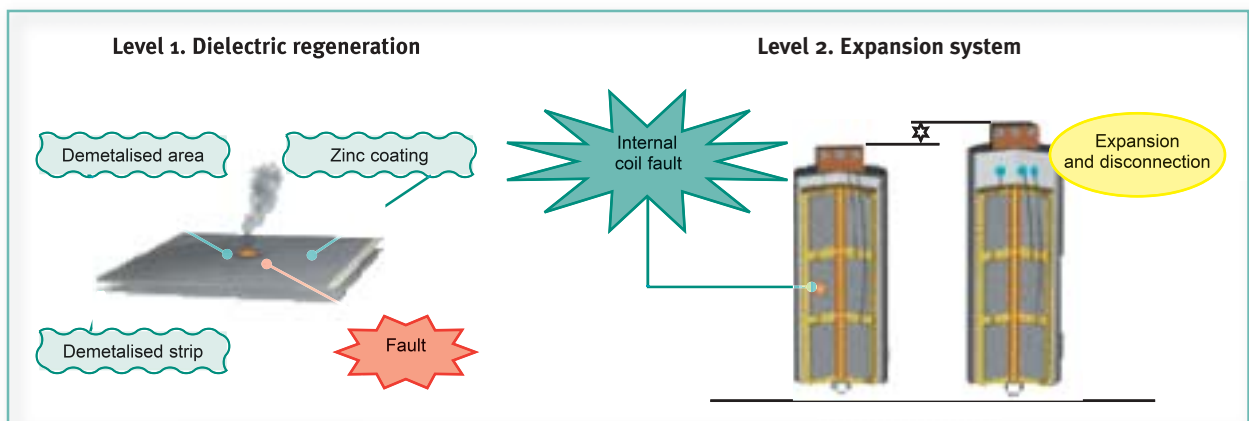 Level 1. Dielectric regeneration
Demetalised area
Zinc coating
Demetalised strip
Fault
Level 2. Expansion system
Internal
coil fault
Expansion
and disconnection